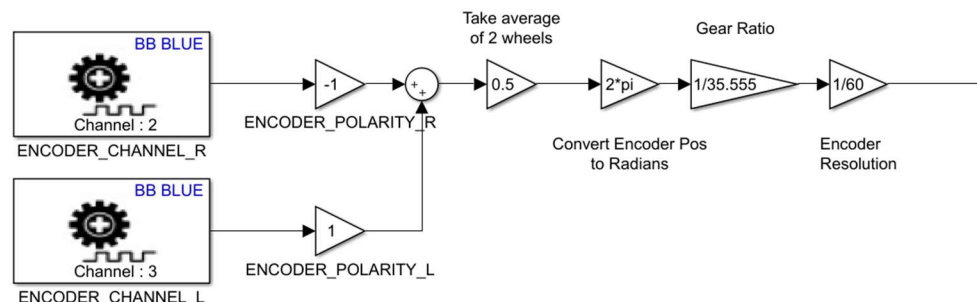 Take average
of 2 wheels
Gear Ratio
BB BLUE
Channel : 2
ENCODER_CHANNEL_R
-1
ENCODER_POLARITY_R
+
+
0.5
2*pi
1/35.555
1/60
Convert Encoder Pos
to Radians
Encoder
Resolution
BB BLUE
Channel : 3
ENCODER_CHANNEL_L
1
ENCODER_POLARITY_L